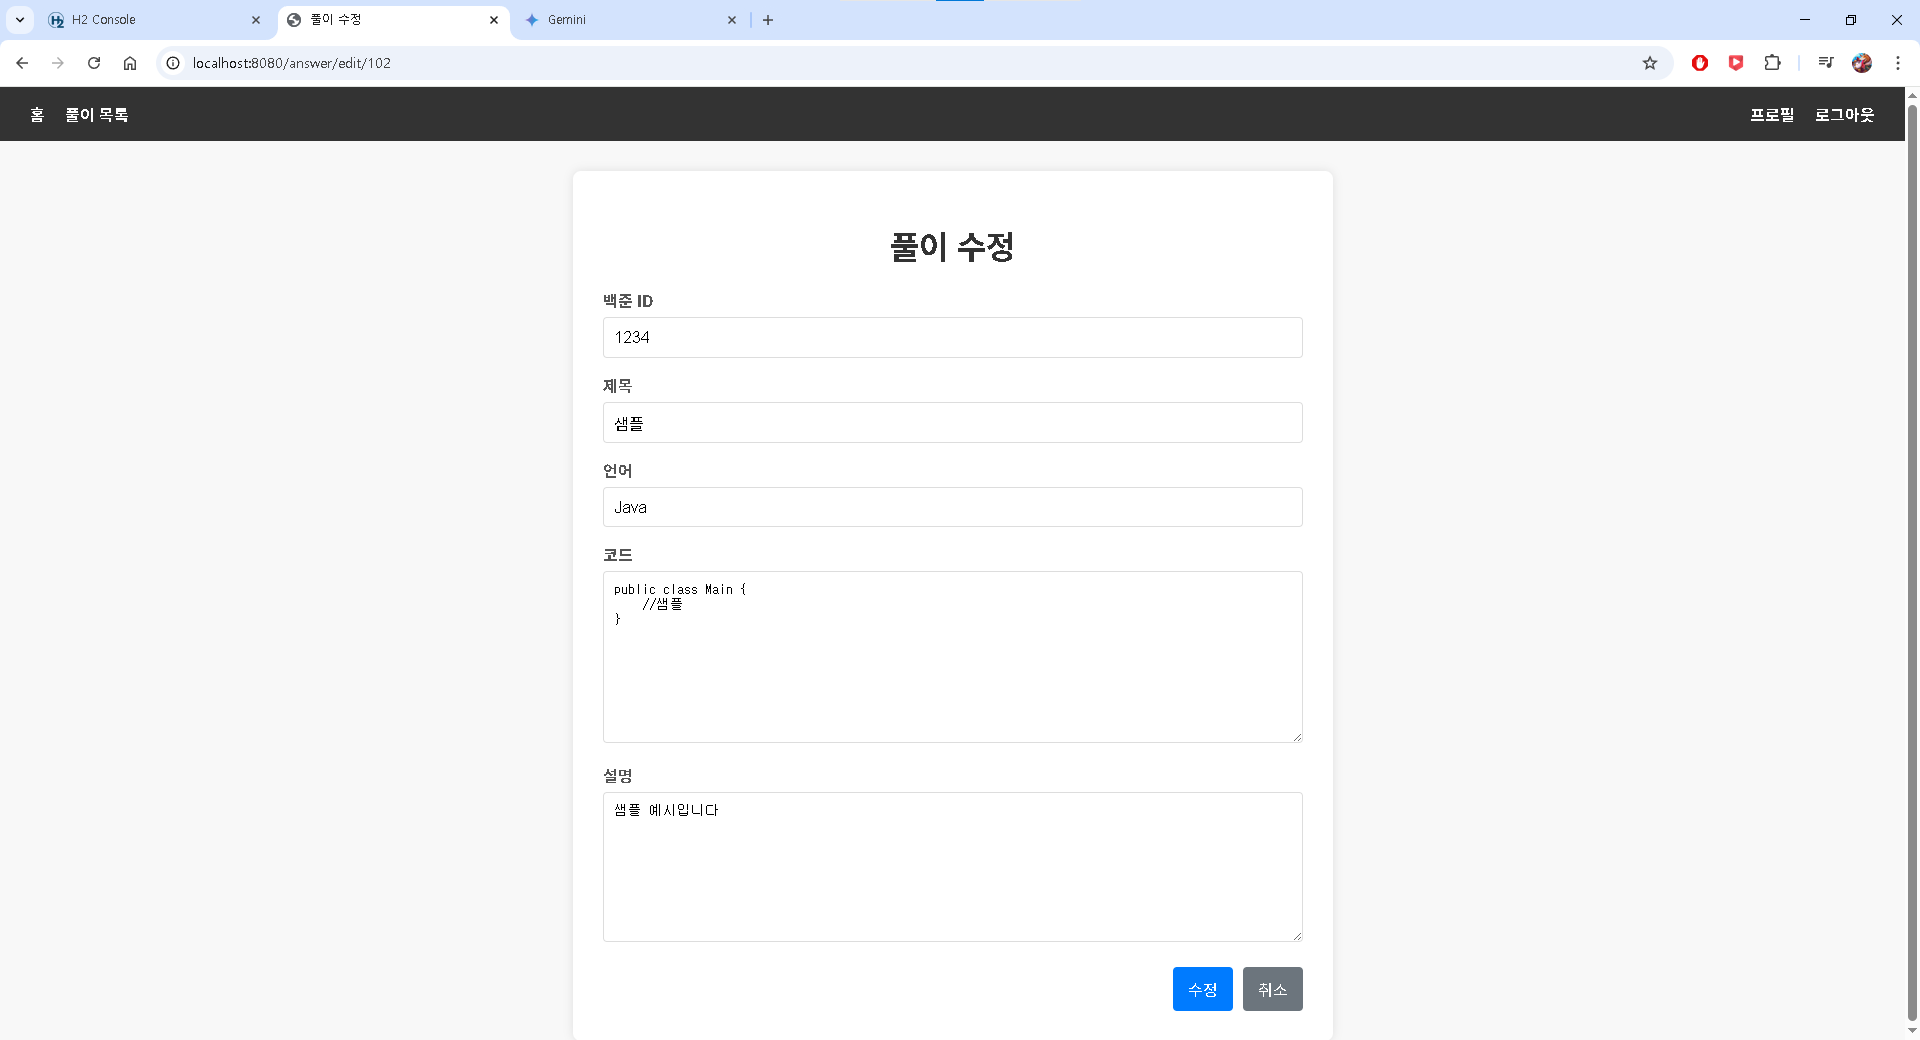 H2 Console
풀이 수정
Gemini
localhost:8080/answer/edit/102
홈 풀이 목록 프로필 로그아웃
풀이 수정
백준 ID
1234
제목
샘플
언어
Java
코드
public class Main {
    //샘플
}
설명
샘플 예시입니다
수정 취소